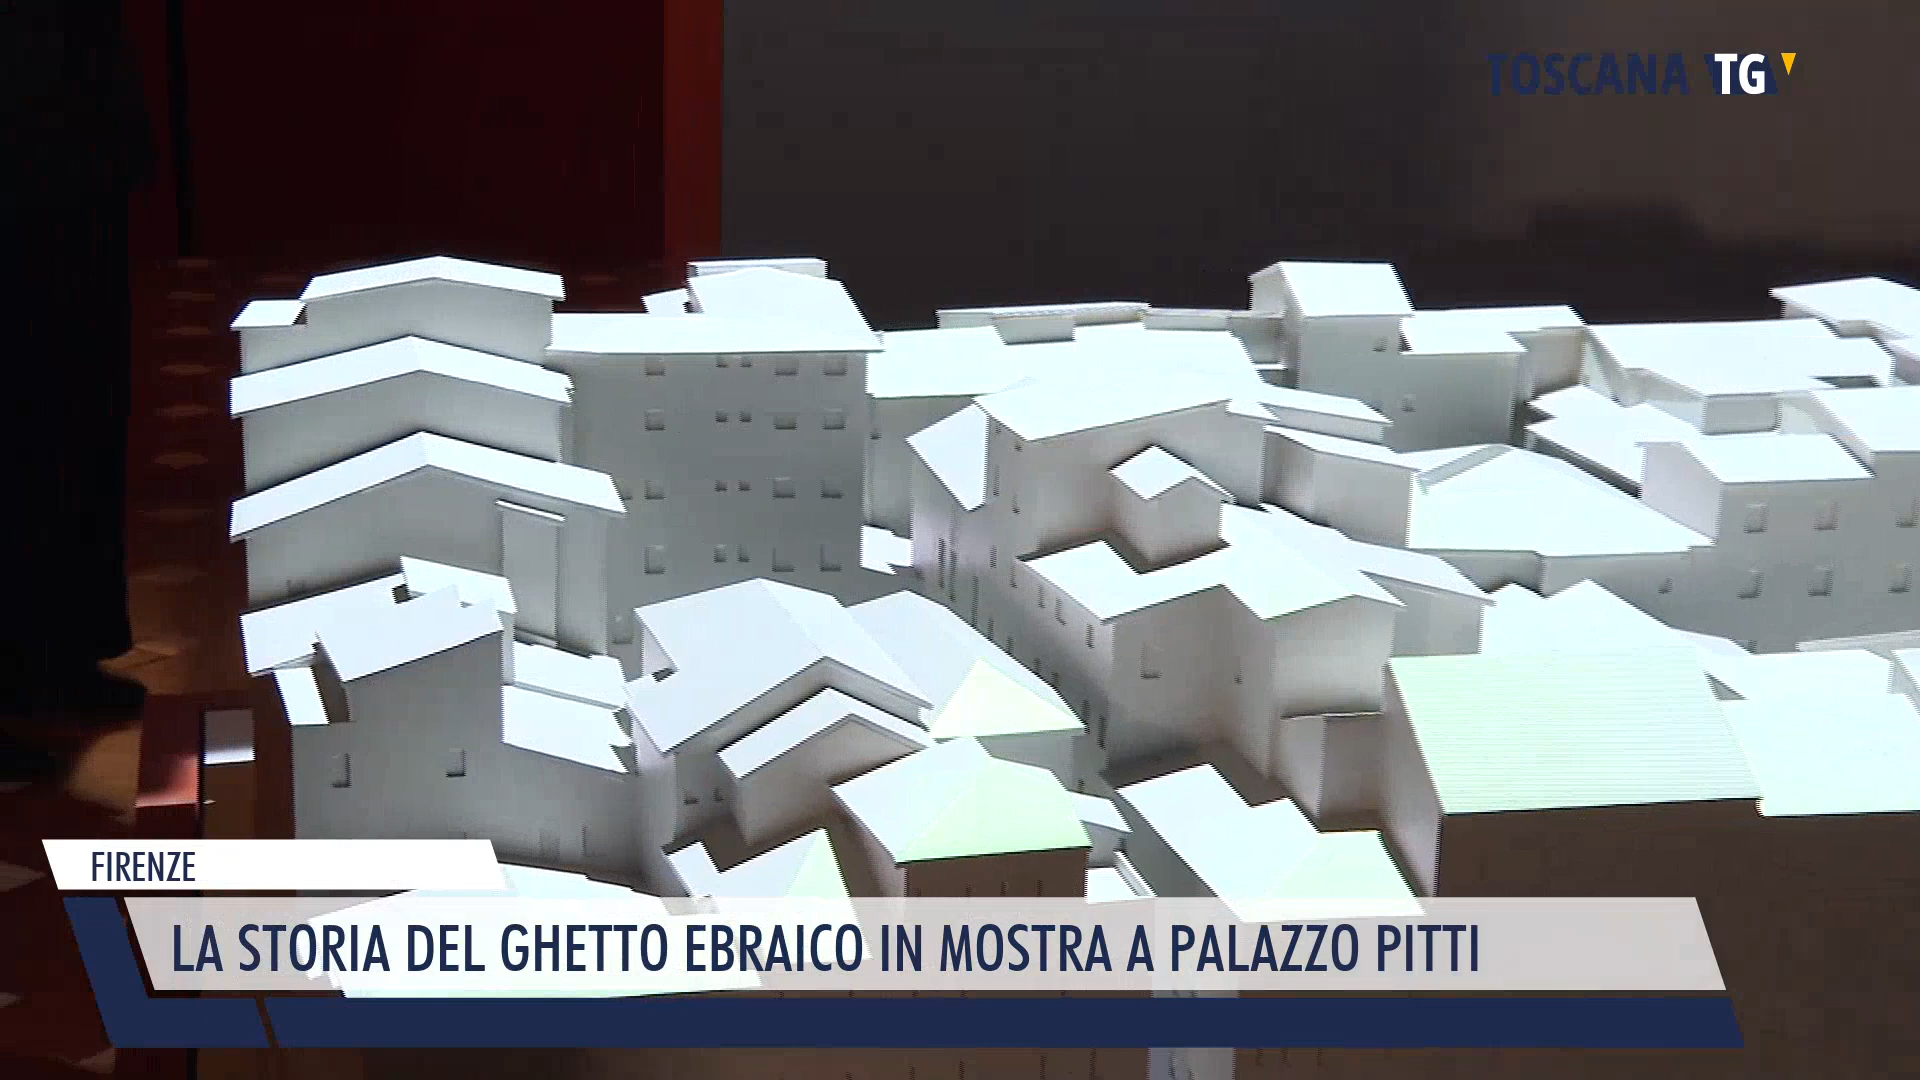 TOSCANA TG
FIRENZE
LA STORIA DEL GHETTO EBRAICO IN MOSTRA A PALAZZO PITTI